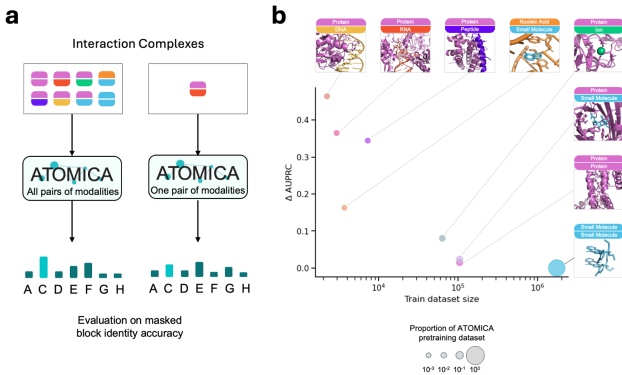 a
Interaction Complexes
ATOMICA
All pairs of modalities
ATOMICA
One pair of modalities
A C D E F G H
A C D E F G H
Evaluation on masked
block identity accuracy
b
Protein
DNA
Protein
RNA
Protein
Peptide
Nucleic Acid
Small Molecule
Protein
Ion
Protein
Small Molecule
Protein
Protein
Small Molecule
Small Molecule
Δ AUPRC
0.4
0.3
0.2
0.1
0.0
10⁴
10⁵
10⁶
Train dataset size
Proportion of ATOMICA
pretraining dataset
10⁻³ 10⁻² 10⁻¹ 10⁰